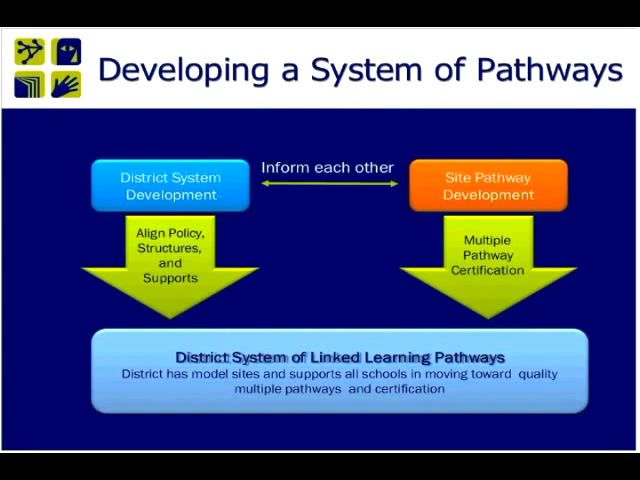 Developing a System of Pathways
District System
Development
Inform each other
Site Pathway
Development
Align Policy,
Structures,
and
Supports
Multiple
Pathway
Certification
District System of Linked Learning Pathways
District has model sites and supports all schools in moving toward quality
multiple pathways and certification